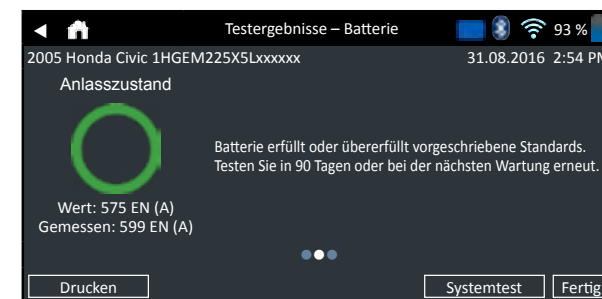 Testergebnisse – Batterie 93 %
2005 Honda Civic 1HGEM225X5Lxxxxxx 31.08.2016 2:54 PM
Anlasszustand
Batterie erfüllt oder übererfüllt vorgeschriebene Standards.
Testen Sie in 90 Tagen oder bei der nächsten Wartung erneut.
Wert: 575 EN (A)
Gemessen: 599 EN (A)
Drucken Systemtest Fertig